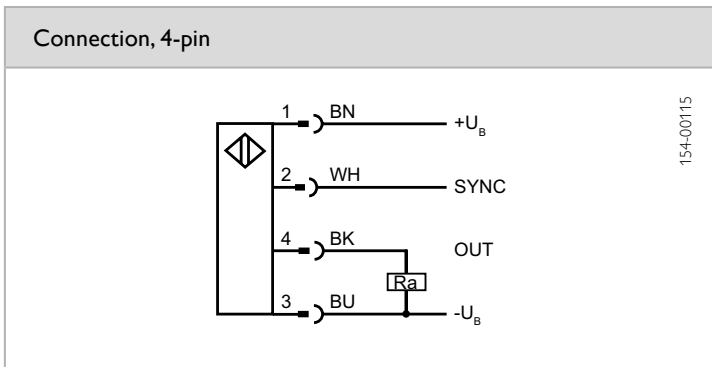 Connection, 4-pin
1 BN +U_B
2 WH SYNC
4 BK OUT
Ra
3 BU -U_B
154-00115